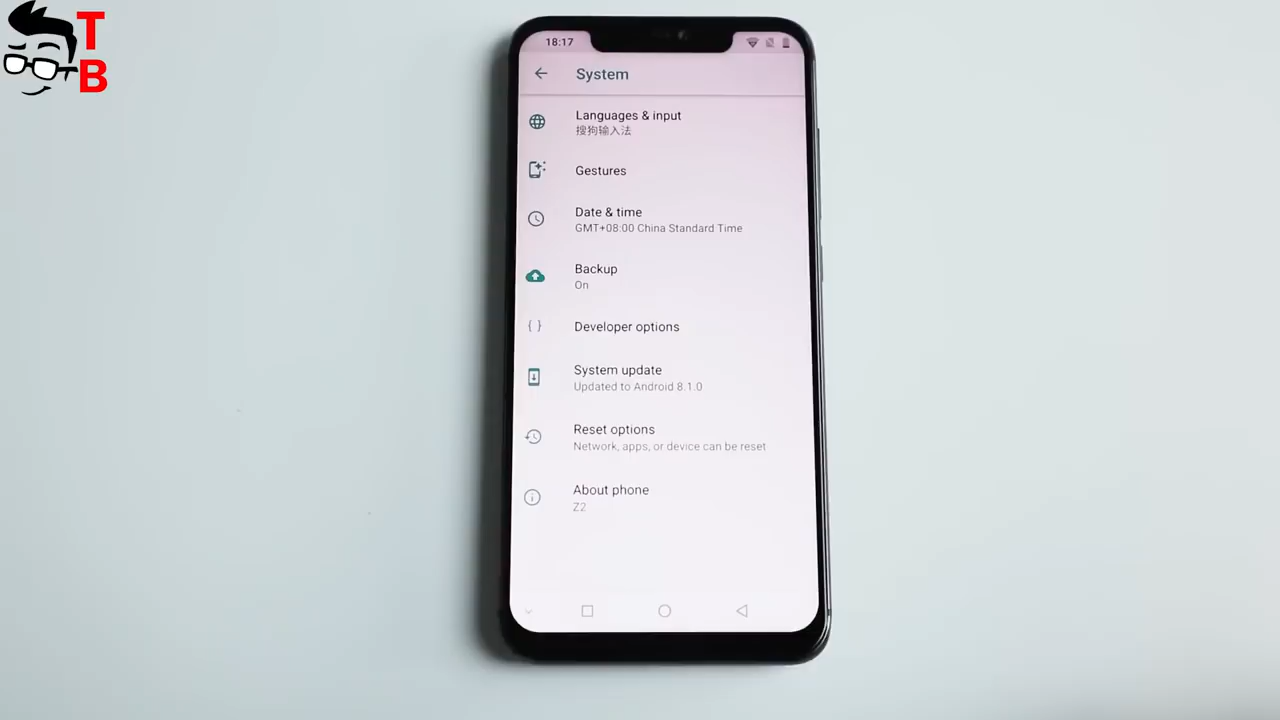 T
B
18:17
System
Languages & input
搜狗输入法
Gestures
Date & time
GMT+08:00 China Standard Time
Backup
On
Developer options
System update
Updated to Android 8.1.0
Reset options
Network, apps, or device can be reset
About phone
Z2